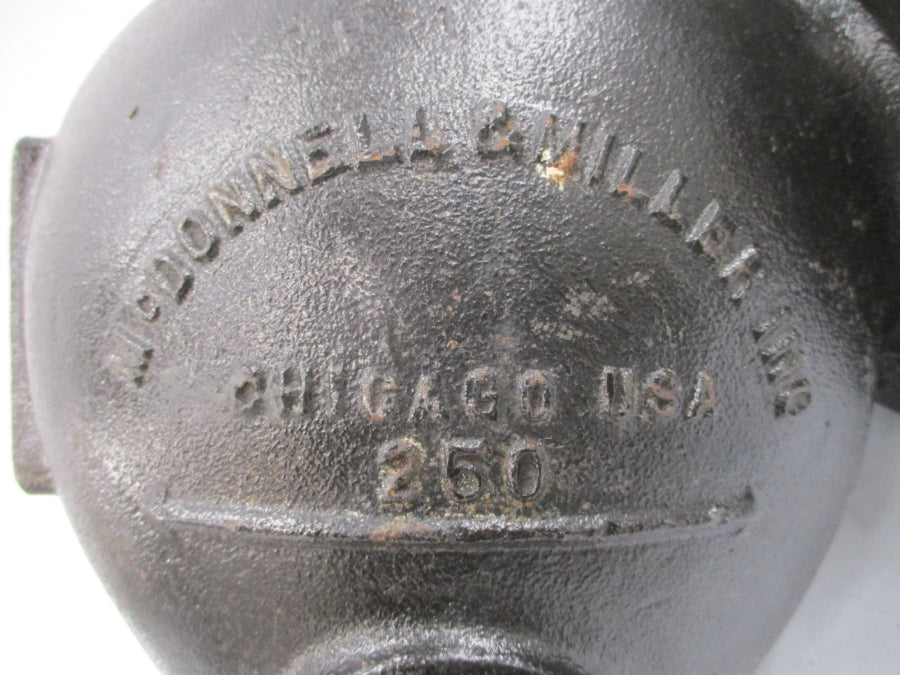 McDONNELL & MILLER INC
CHICAGO USA
250